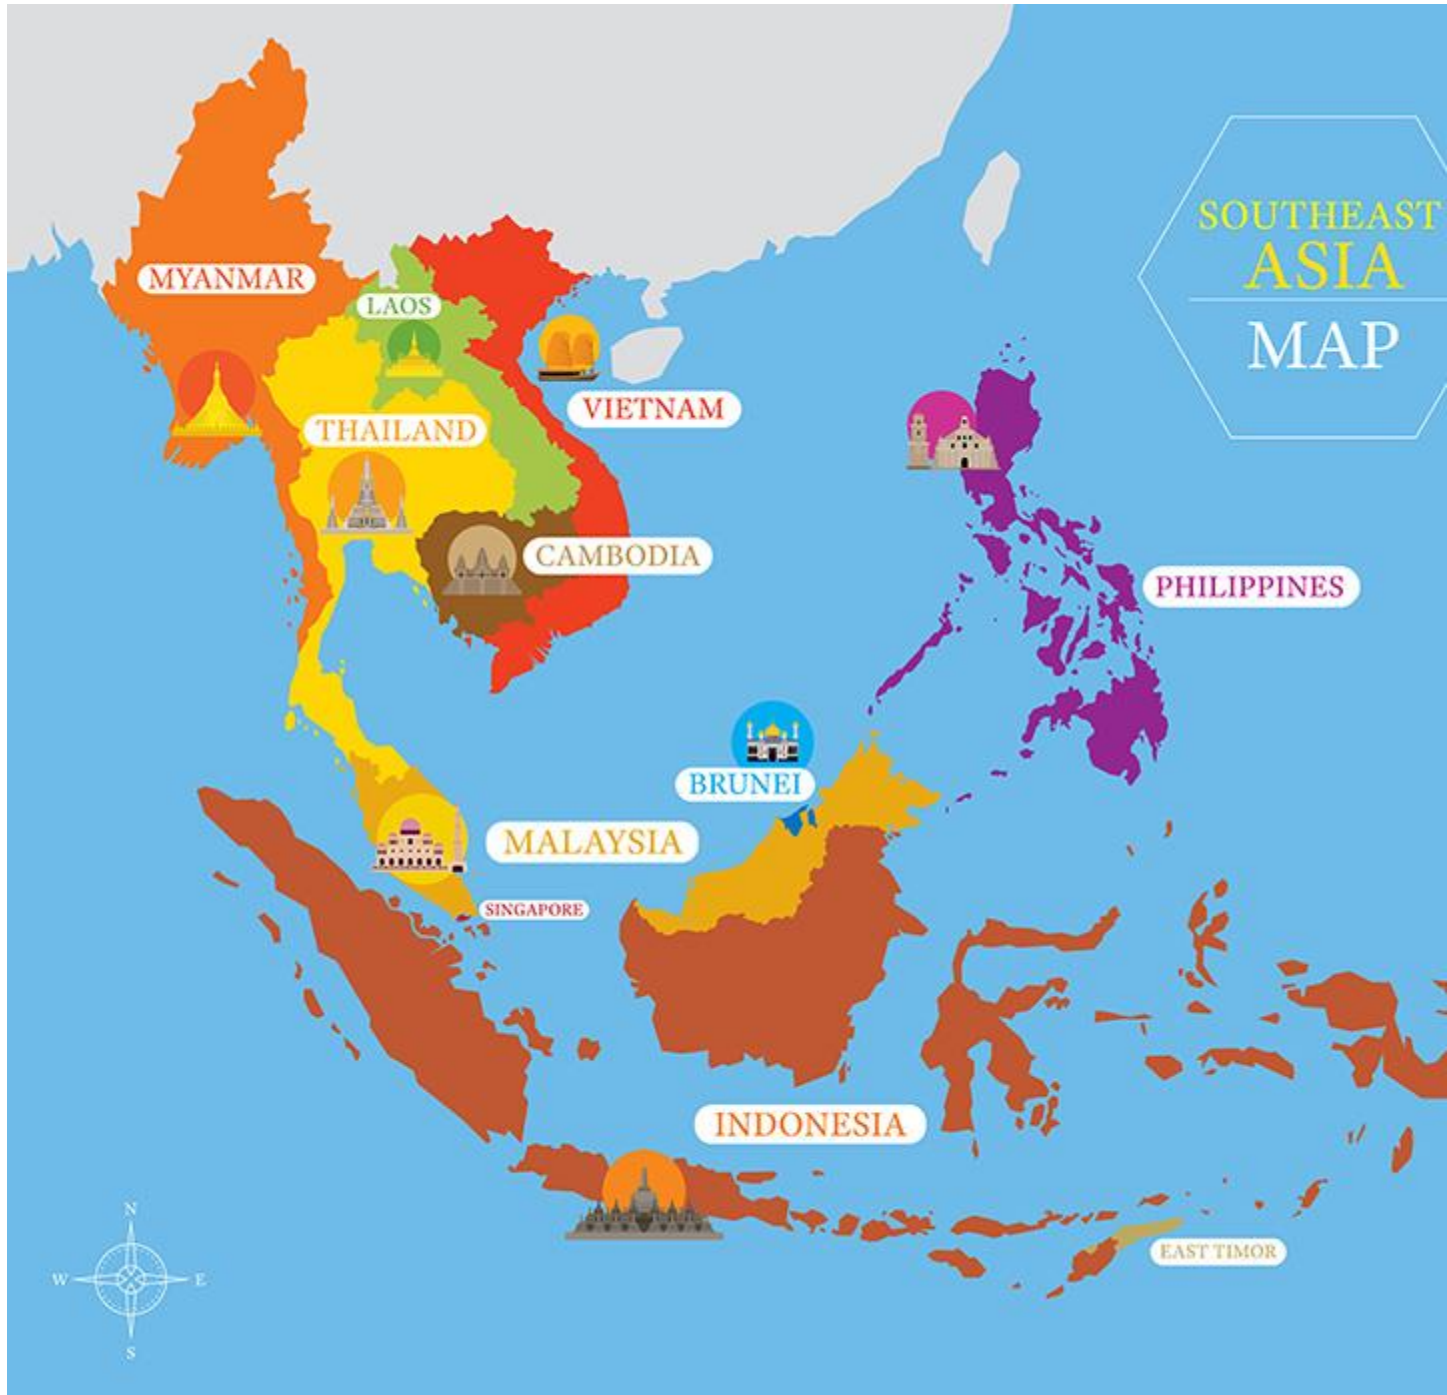 SOUTHEAST
ASIA
MAP
MYANMAR
LAOS
VIETNAM
THAILAND
CAMBODIA
PHILIPPINES
BRUNEI
MALAYSIA
SINGAPORE
INDONESIA
EAST TIMOR
N
W E
S